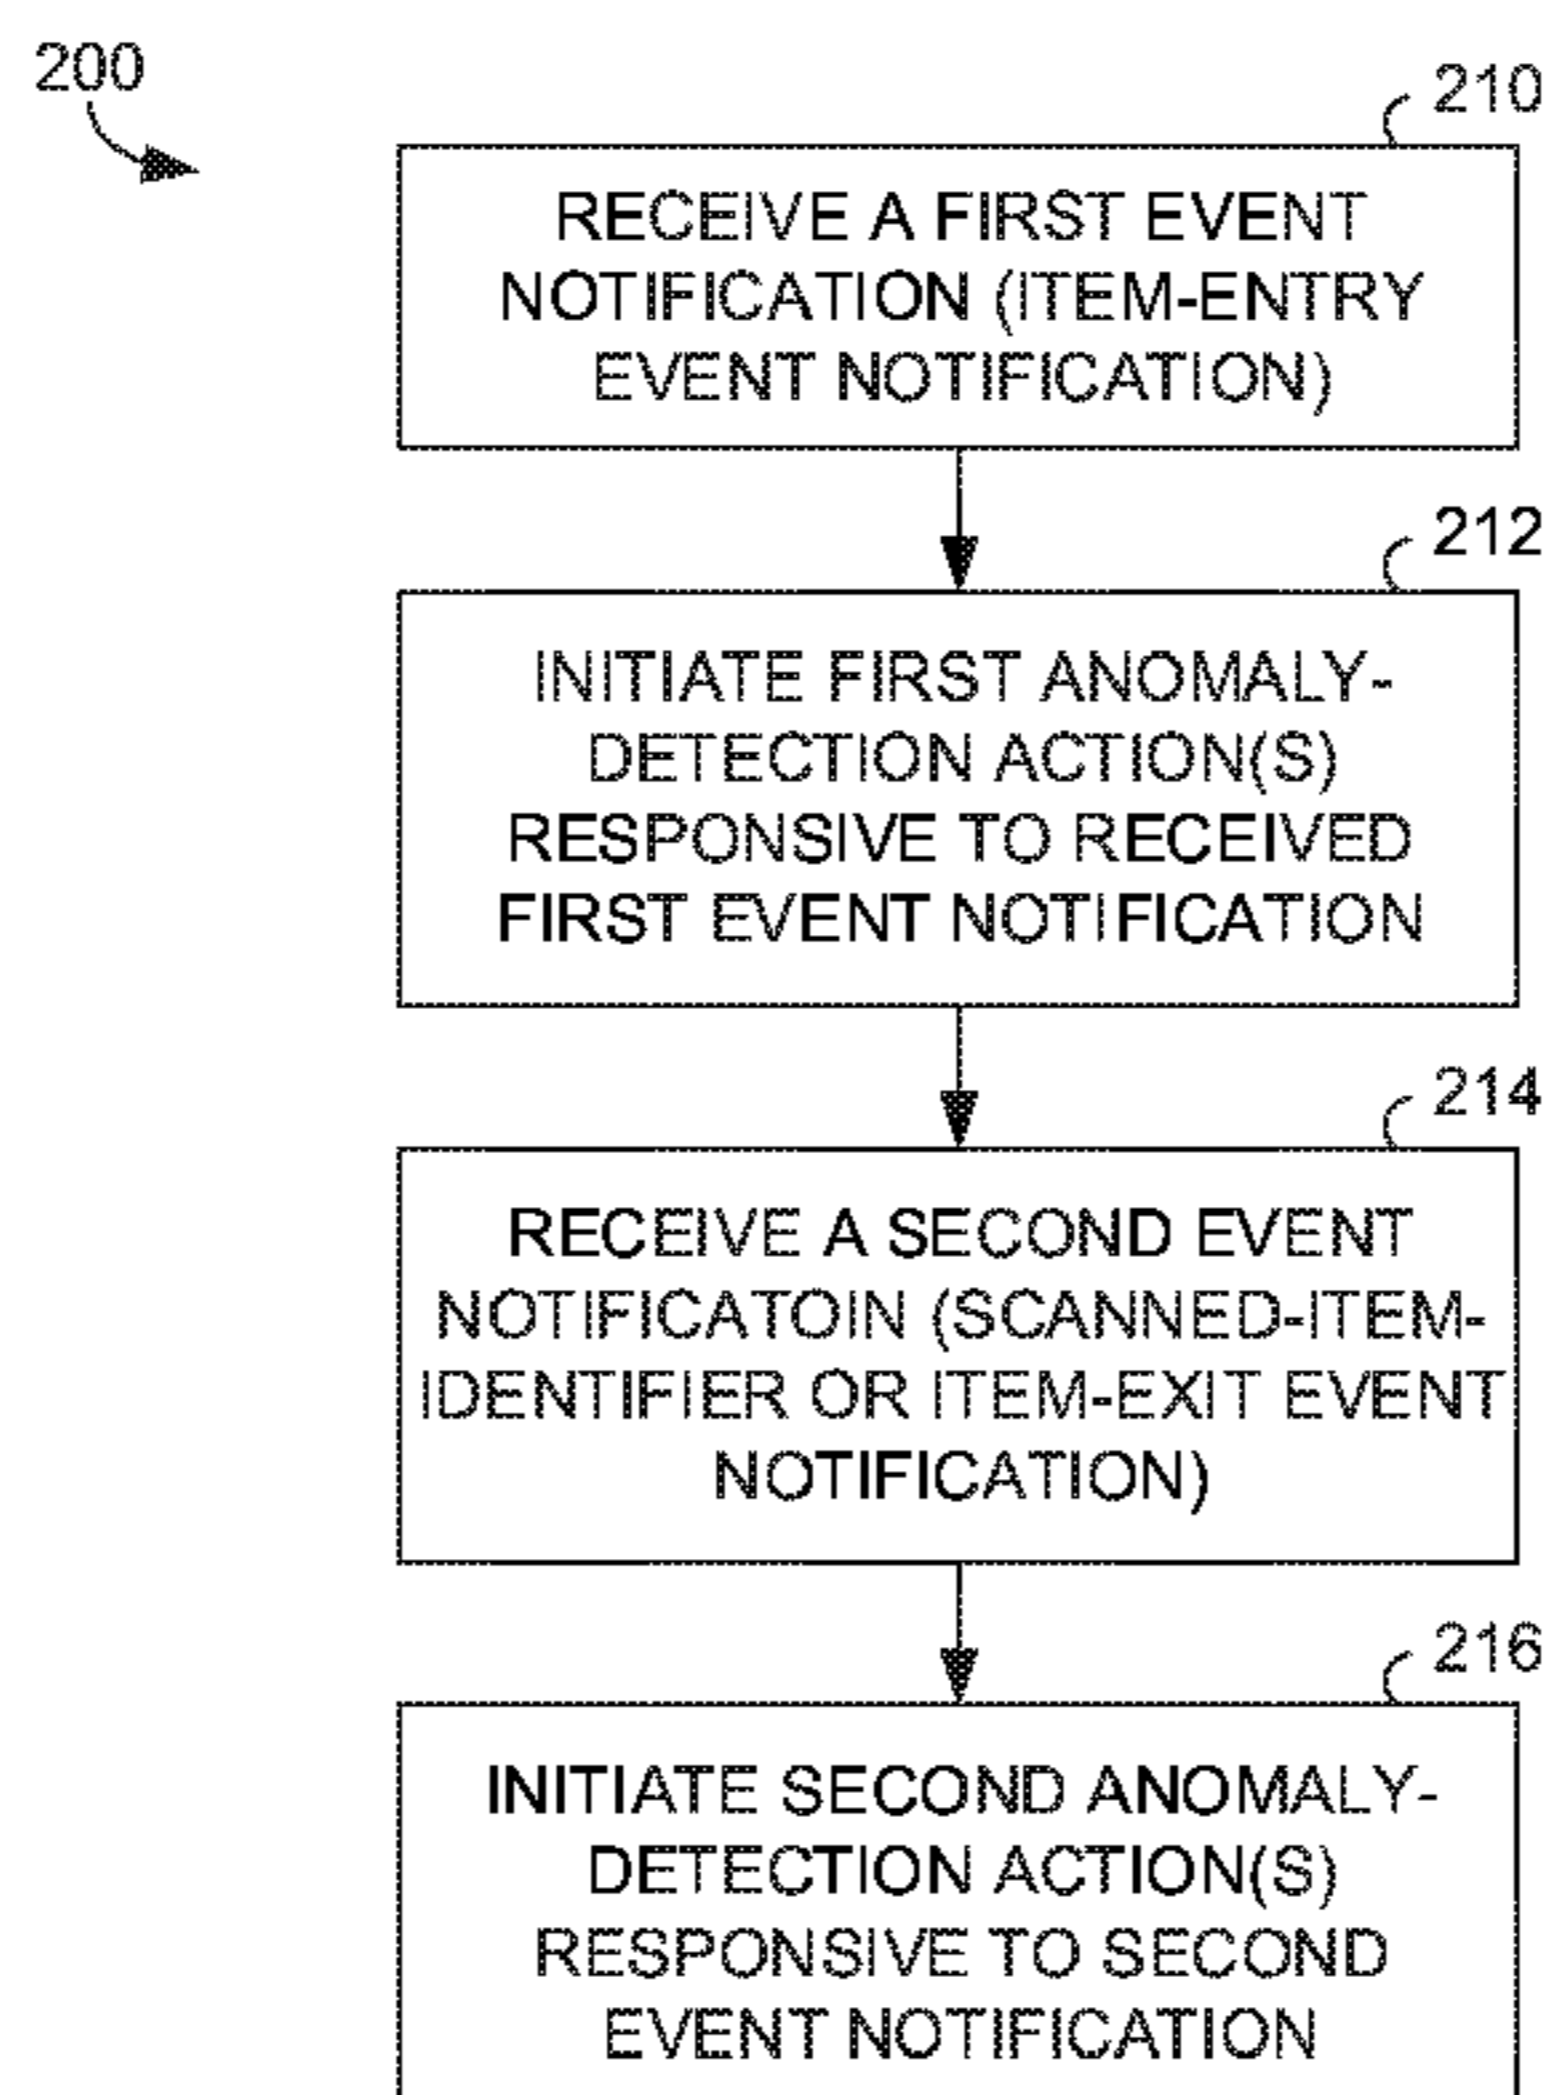 200
210
RECEIVE A FIRST EVENT
NOTIFICATION (ITEM-ENTRY
EVENT NOTIFICATION)
212
INITIATE FIRST ANOMALY-
DETECTION ACTION(S)
RESPONSIVE TO RECEIVED
FIRST EVENT NOTIFICATION
214
RECEIVE A SECOND EVENT
NOTIFICATOIN (SCANNED-ITEM-
IDENTIFIER OR ITEM-EXIT EVENT
NOTIFICATION)
216
INITIATE SECOND ANOMALY-
DETECTION ACTION(S)
RESPONSIVE TO SECOND
EVENT NOTIFICATION